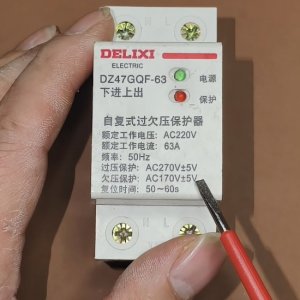 DELIXI
ELECTRIC
DZ47GQF-63
下进上出
电源
保护
自复式过欠压保护器
额定工作电压: AC220V
额定工作电流: 63A
频率: 50Hz
过压保护: AC270V±5V
欠压保护: AC170V±5V
复位时间: 50～60s
N